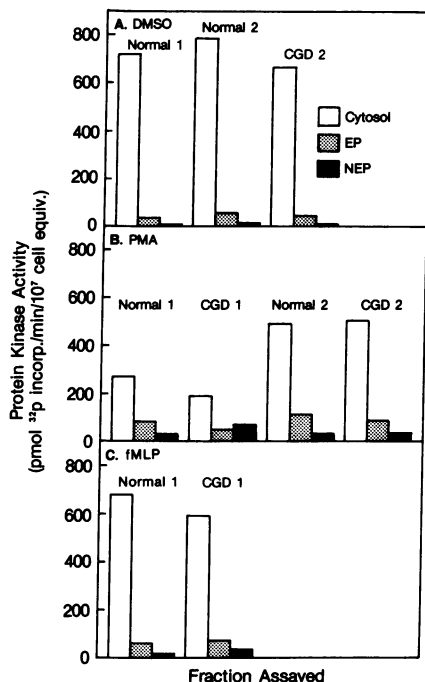 A. DMSO
Normal 1
Normal 2
CGD 2
Cytosol
EP
NEP
800
600
400
200
0
B. PMA
Normal 1
CGD 1
Normal 2
CGD 2
800
600
400
200
0
C. fMLP
Normal 1
CGD 1
600
400
200
0
Protein Kinase Activity
(pmol ³²p incorp./min/10⁷ cell equiv.)
Fraction Assayed